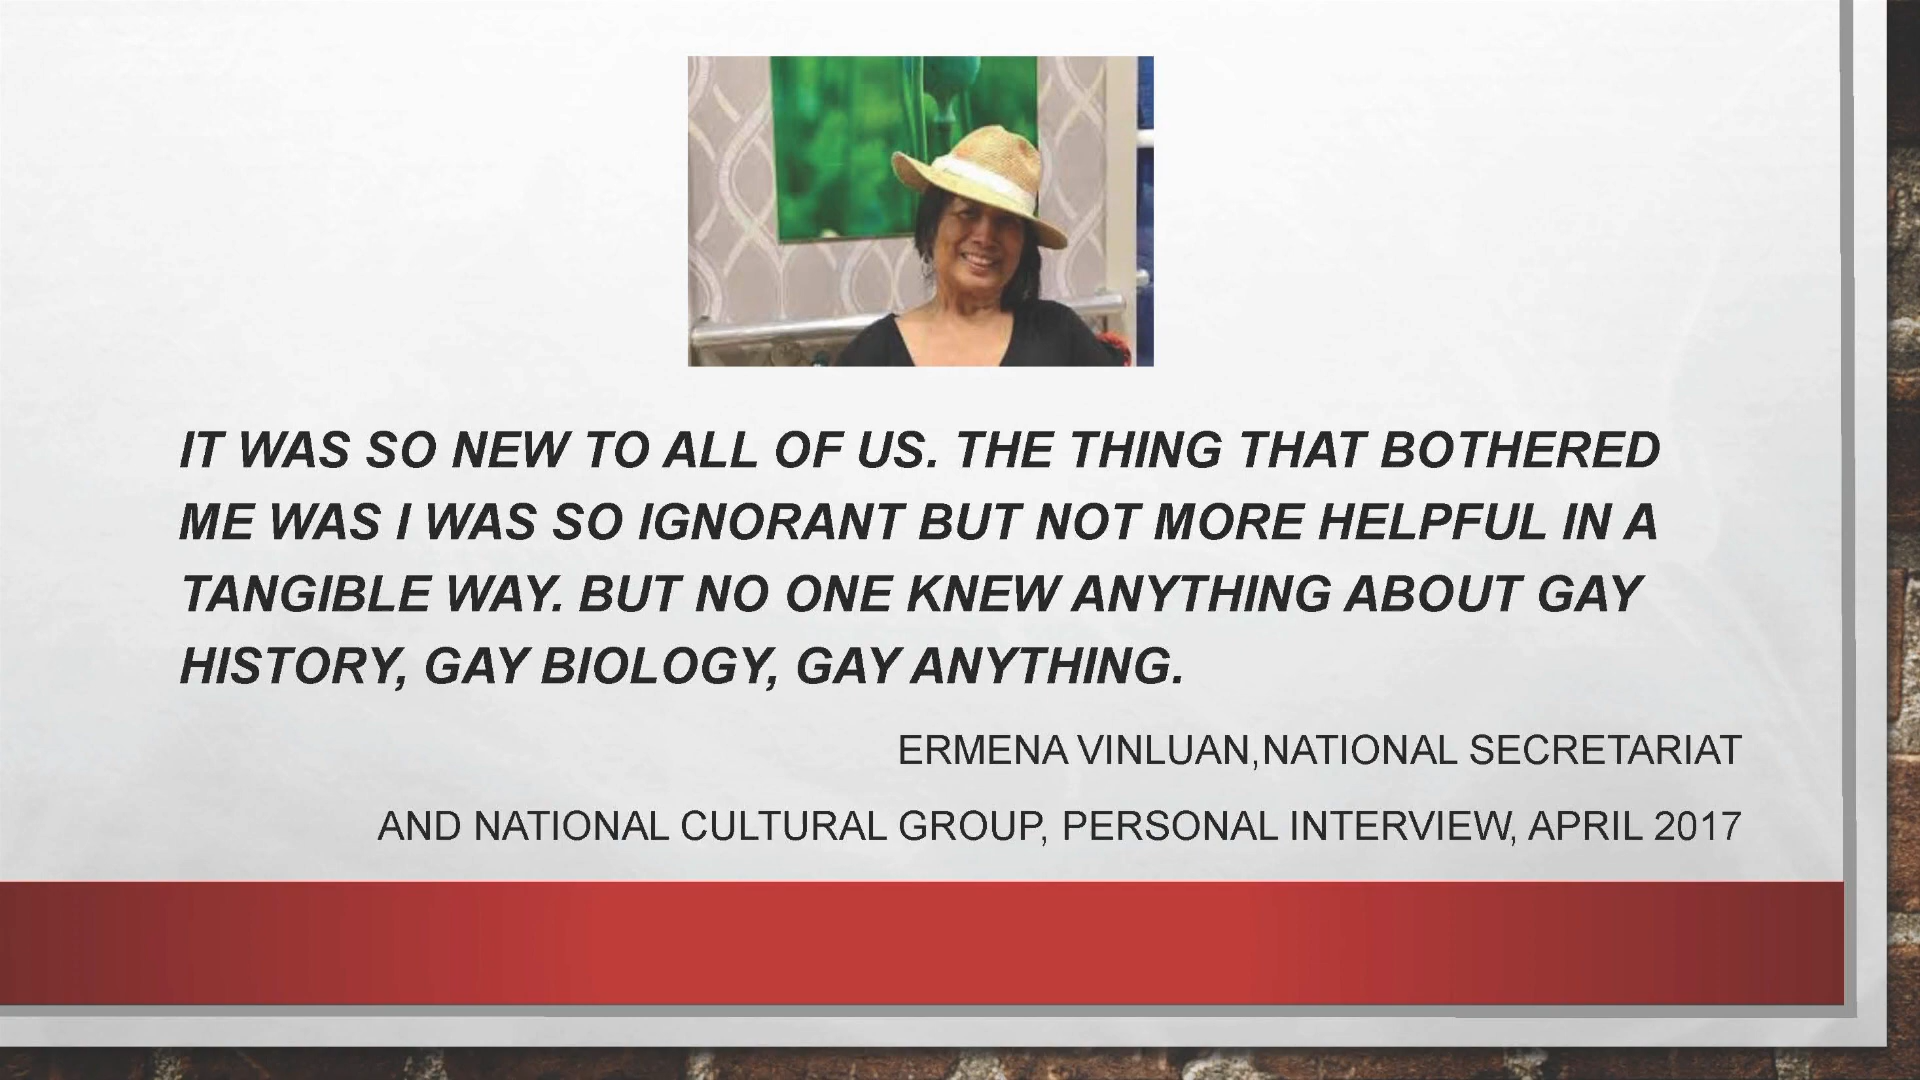 IT WAS SO NEW TO ALL OF US. THE THING THAT BOTHERED
ME WAS I WAS SO IGNORANT BUT NOT MORE HELPFUL IN A
TANGIBLE WAY. BUT NO ONE KNEW ANYTHING ABOUT GAY
HISTORY, GAY BIOLOGY, GAY ANYTHING.
ERMENA VINLUAN,NATIONAL SECRETARIAT
AND NATIONAL CULTURAL GROUP, PERSONAL INTERVIEW, APRIL 2017